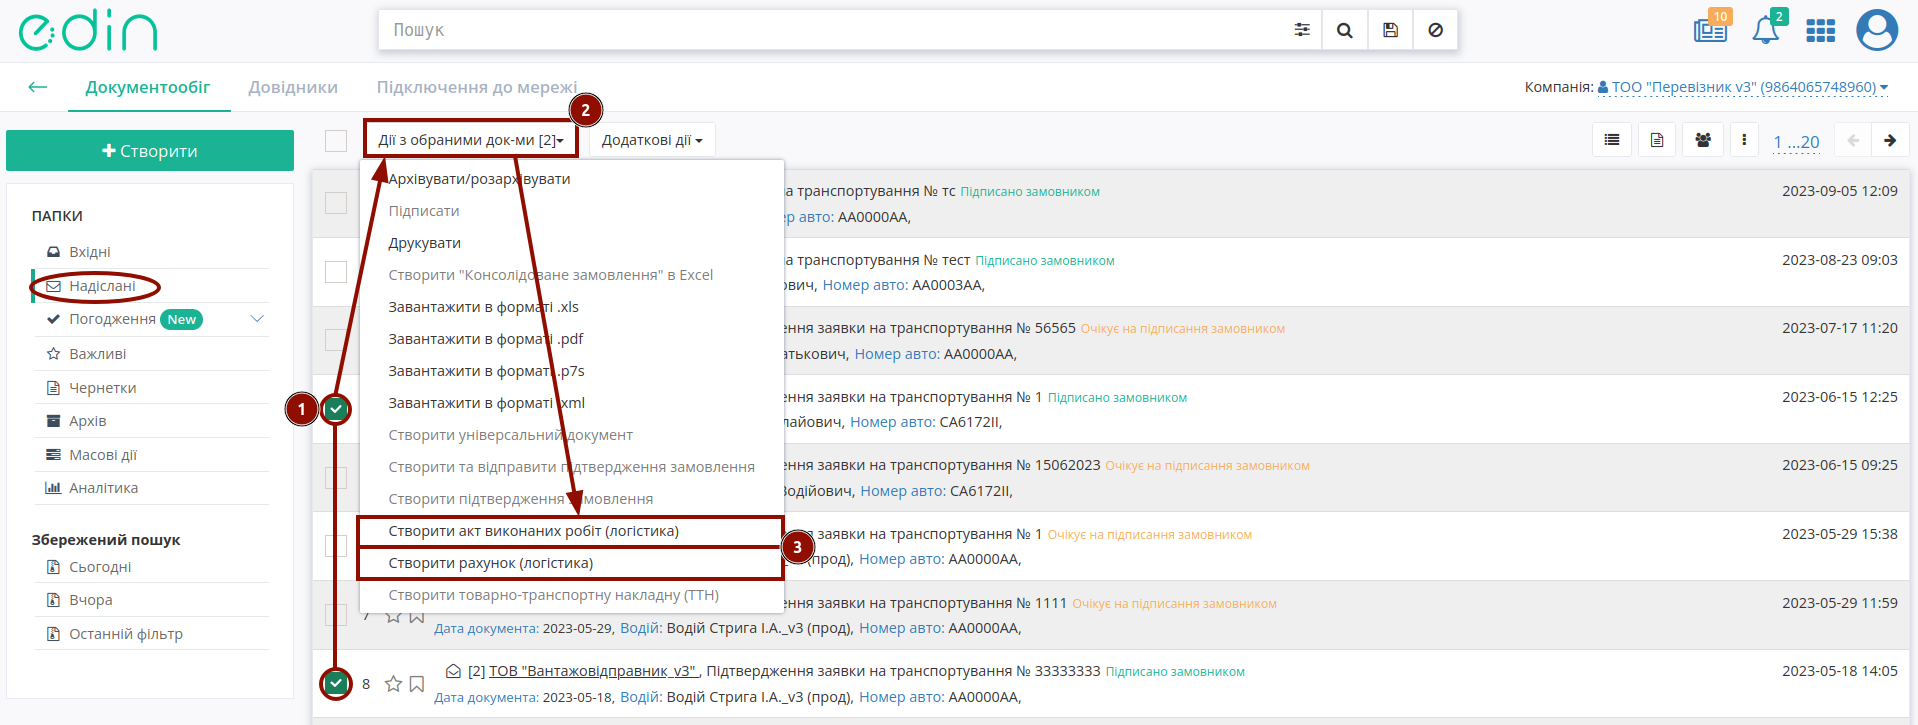 edin
Пошук
10
2
Документообіг
Довідники
Підключення до мережі
Компанія: ТОО "Перевізник v3" (9864065748960)
Створити
2
Дії з обраними док-ми [2]
Додаткові дії
1 ...20
ПАПКИ
Вхідні
Надіслані
Погодження New
Важливі
Чернетки
Архів
Масові дії
Аналітика
Збережений пошук
Сьогодні
Вчора
Останній фільтр
1
Архівувати/розархівувати
Підписати
Друкувати
Створити "Консолідоване замовлення" в Excel
Завантажити в форматі .xls
Завантажити в форматі .pdf
Завантажити в форматі .p7s
Завантажити в форматі .xml
Створити універсальний документ
Створити та відправити підтвердження замовлення
Створити підтвердження замовлення
Створити акт виконаних робіт (логістика)
3
Створити рахунок (логістика)
Створити товарно-транспортну накладну (ТТН)
а транспортування № тс Підписано замовником 2023-09-05 12:09
ер авто: АА0000АА,
а транспортування № тест Підписано замовником 2023-08-23 09:03
ович, Номер авто: АА0003АА,
ння заявки на транспортування № 56565 Очікує на підписання замовником 2023-07-17 11:20
атькович, Номер авто: АА0000АА,
ння заявки на транспортування № 1 Підписано замовником 2023-06-15 12:25
лайович, Номер авто: СА6172ІІ,
ння заявки на транспортування № 15062023 Очікує на підписання замовником 2023-06-15 09:25
Водійович, Номер авто: СА6172ІІ,
ння заявки на транспортування № 1 Очікує на підписання замовником 2023-05-29 15:38
(прод), Номер авто: АА0000АА,
ння заявки на транспортування № 1111 Очікує на підписання замовником 2023-05-29 11:59
7
Дата документа: 2023-05-29, Водій: Водій Стрига І.А._v3 (прод), Номер авто: АА0000АА,
8 [2] ТОВ "Вантажовідправник_v3" , Підтвердження заявки на транспортування № 33333333 Підписано замовником 2023-05-18 14:05
Дата документа: 2023-05-18, Водій: Водій Стрига І.А._v3 (прод), Номер авто: АА0000АА,